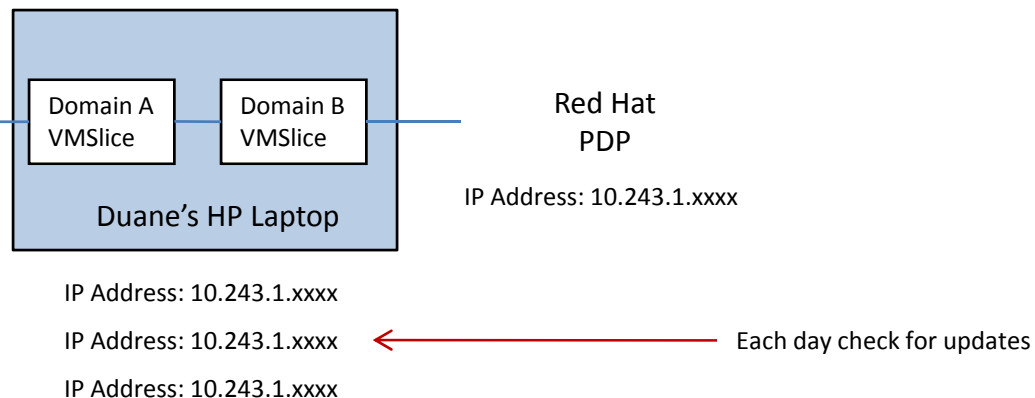 Domain A
VMSlice
Domain B
VMSlice
Duane’s HP Laptop
Red Hat
PDP
IP Address: 10.243.1.xxxx
IP Address: 10.243.1.xxxx
IP Address: 10.243.1.xxxx
Each day check for updates
IP Address: 10.243.1.xxxx